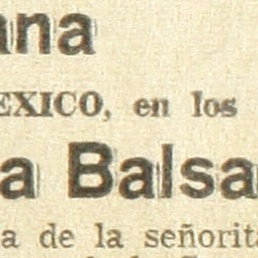 ana
EXICO, en los
a Balsa
a de la señorita